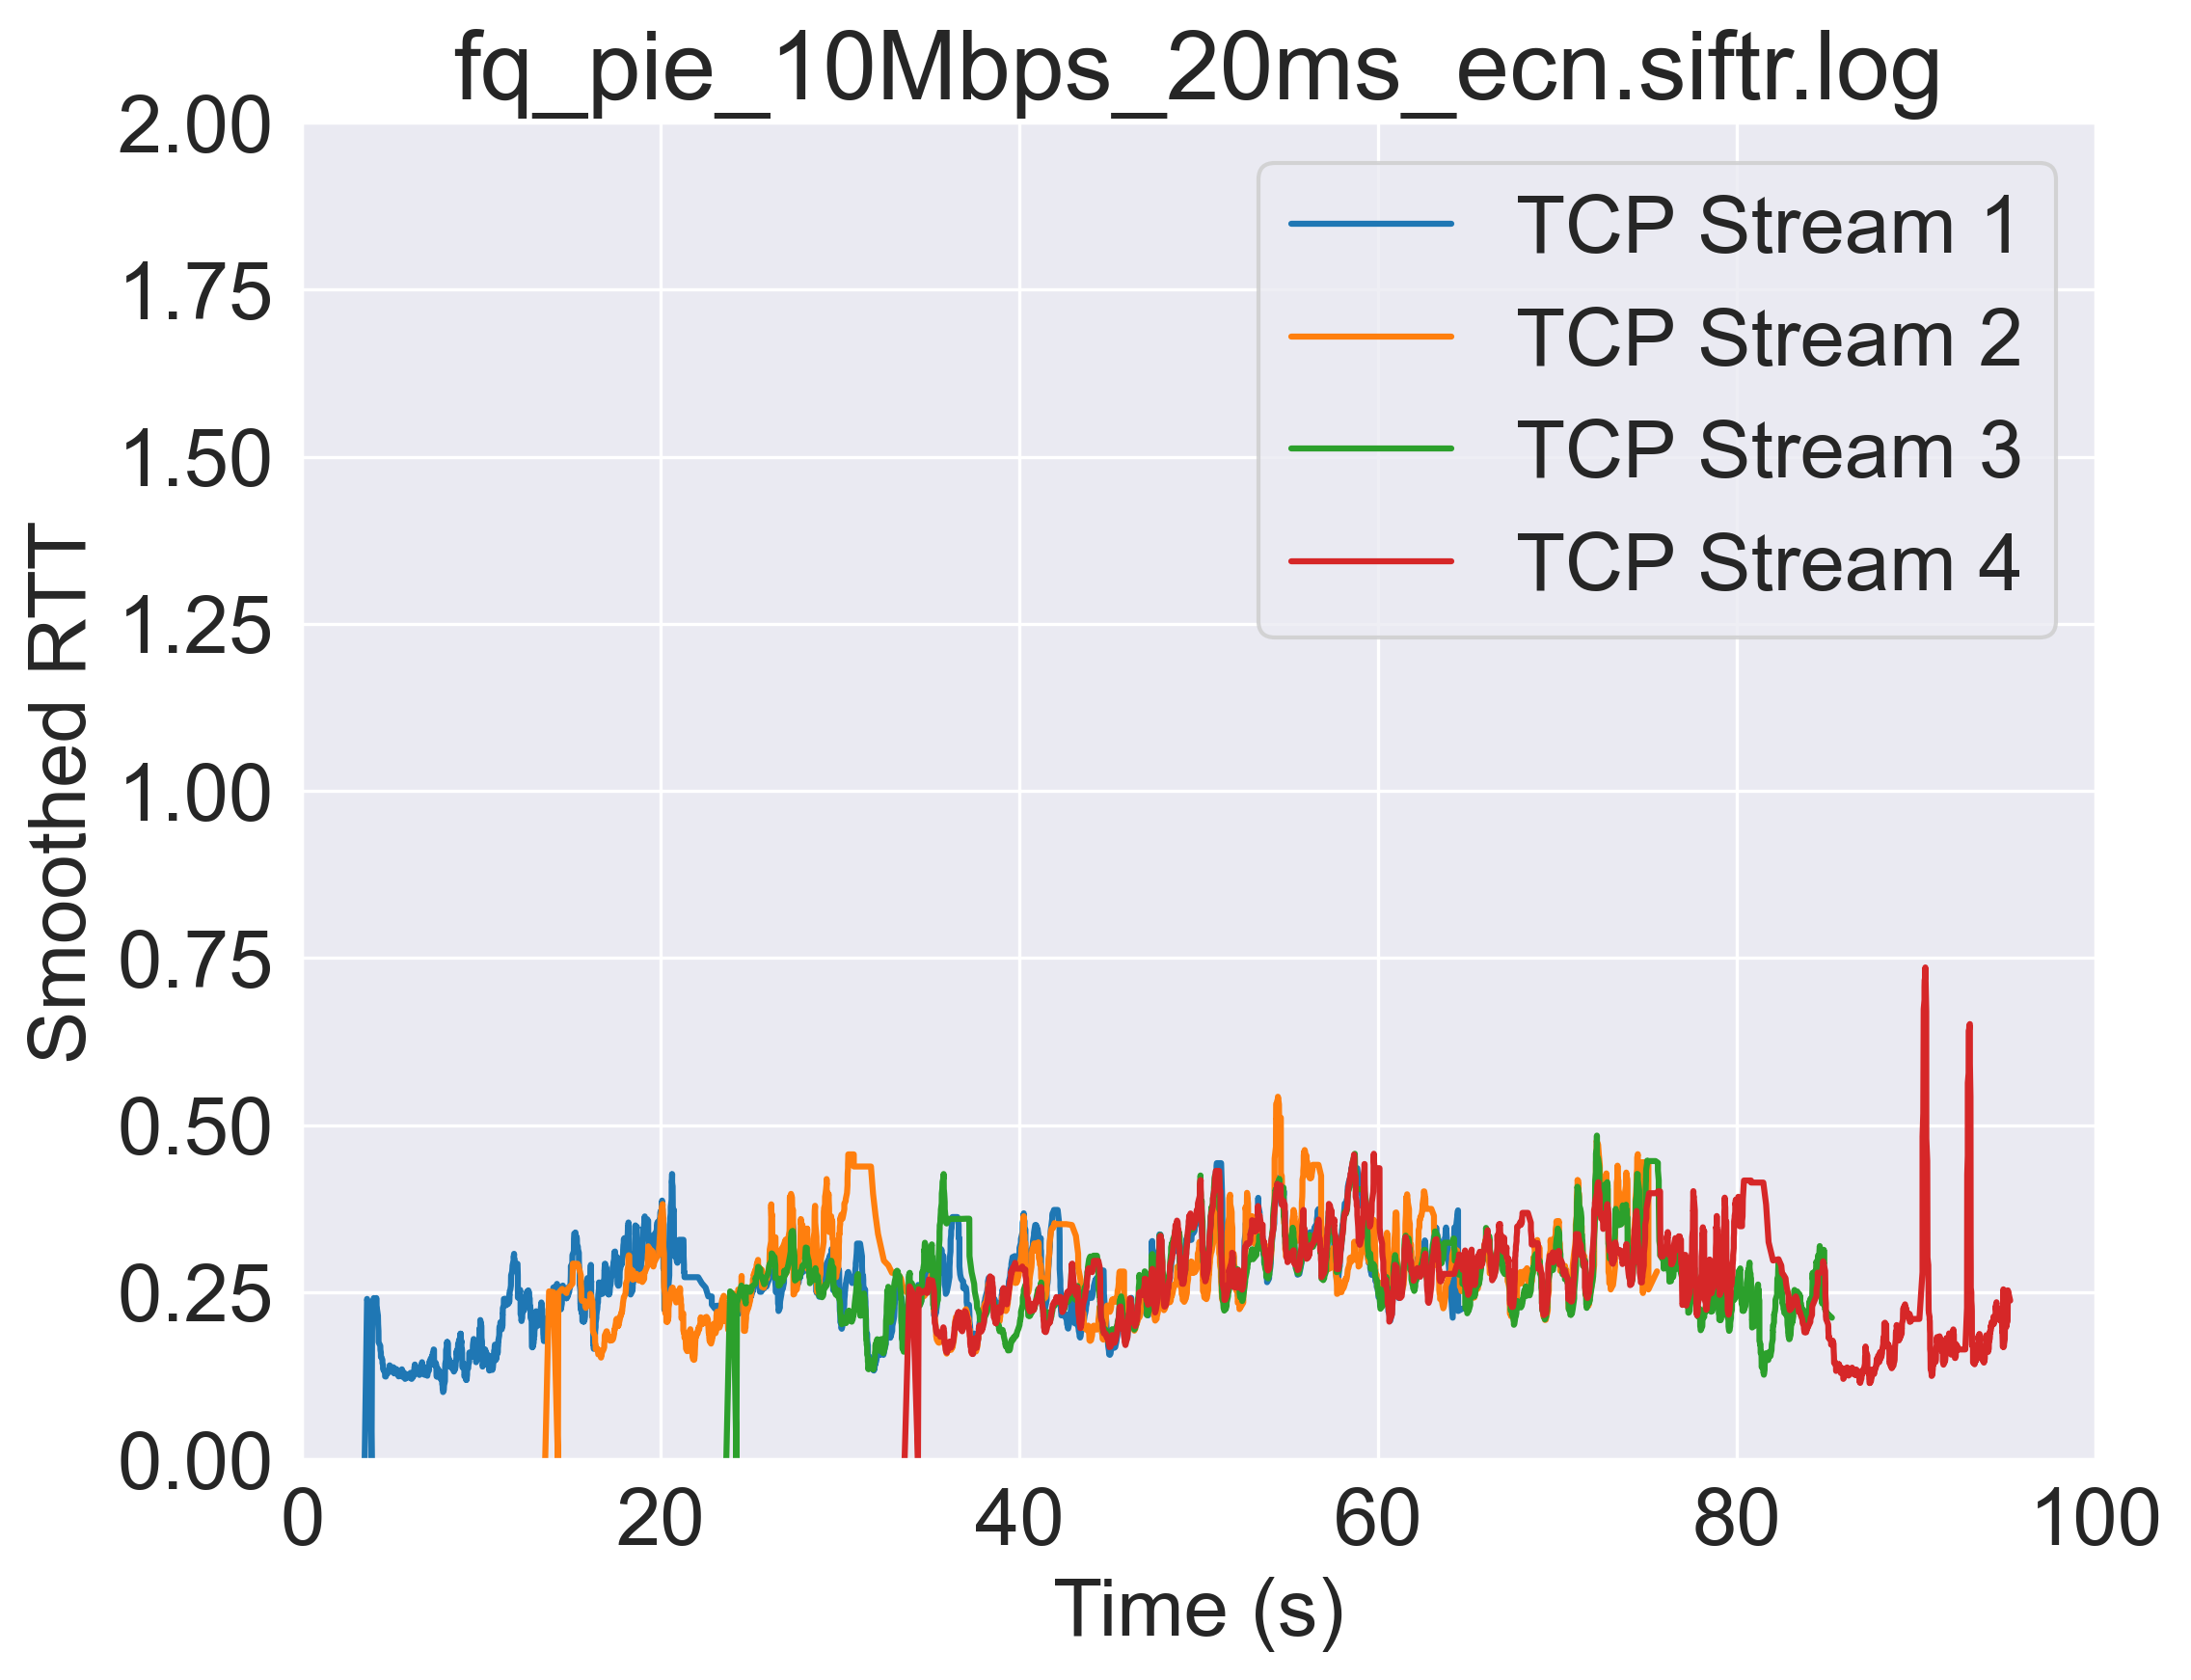 fq_pie_10Mbps_20ms_ecn.siftr.log
2.00
1.75
1.50
1.25
1.00
0.75
0.50
0.25
0.00
Smoothed RTT
TCP Stream 1
TCP Stream 2
TCP Stream 3
TCP Stream 4
0 20 40 60 80 100
Time (s)